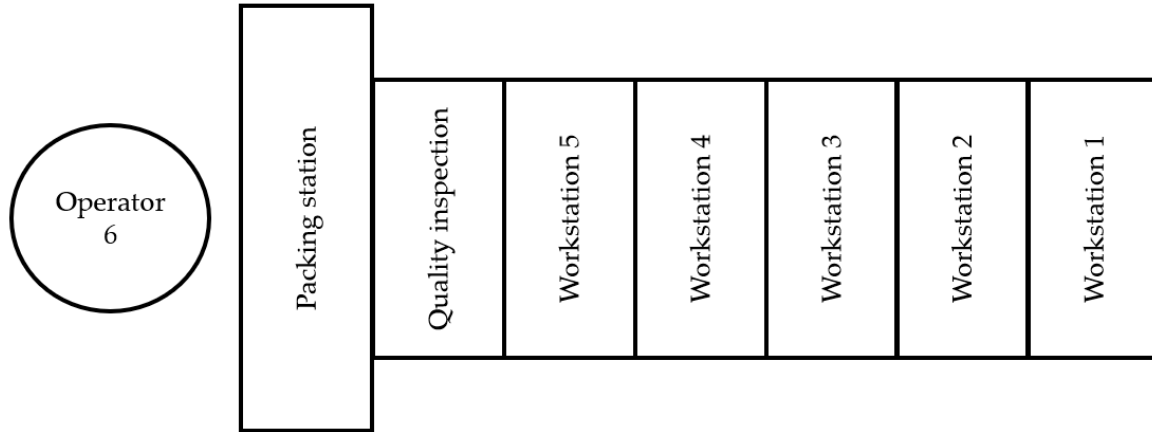 Operator
6
Packing station
Quality inspection
Workstation 5
Workstation 4
Workstation 3
Workstation 2
Workstation 1